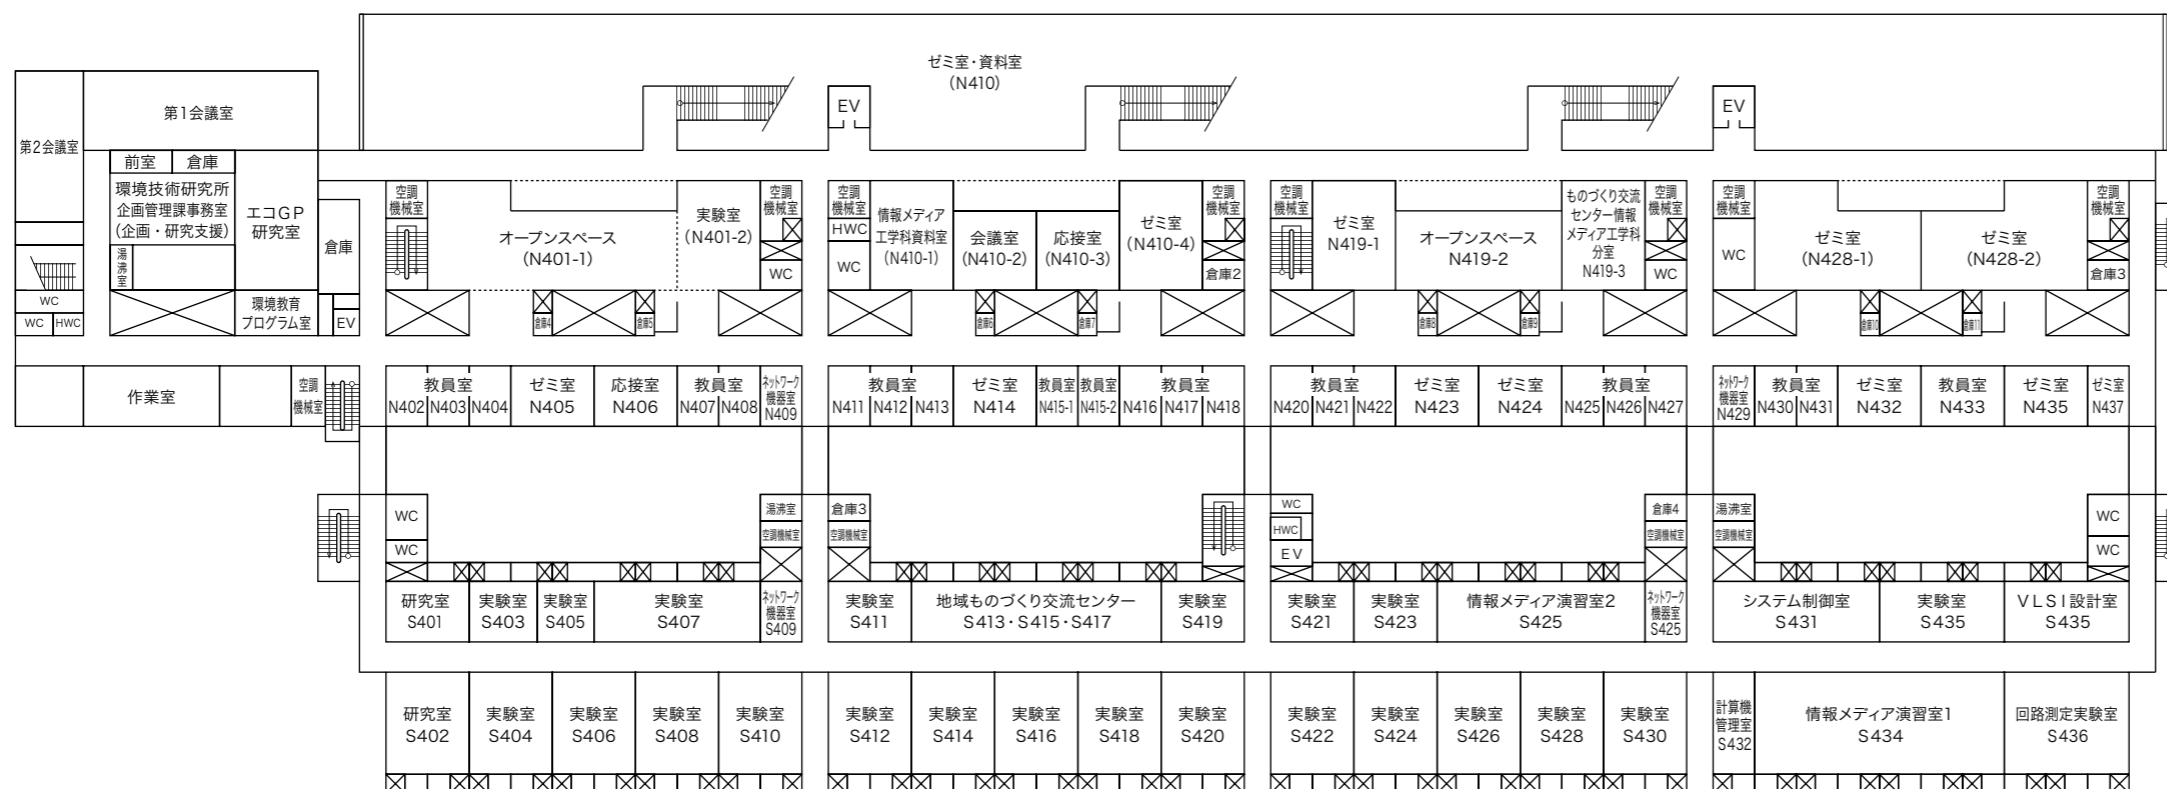 ゼミ室・資料室
（N410）
EV
EV
第1会議室
第2会議室
前室
倉庫
環境技術研究所
企画管理課事務室
（企画・研究支援）
エコGP
研究室
湯沸室
倉庫
WC
WC
HWC
環境教育
プログラム室
EV
空調
機械室
オープンスペース
（N401-1）
実験室
（N401-2）
空調
機械室
WC
倉庫4
倉庫5
空調
機械室
HWC
WC
情報メディア
工学科資料室
（N410-1）
会議室
（N410-2）
応接室
（N410-3）
ゼミ室
（N410-4）
空調
機械室
倉庫2
倉庫6
倉庫7
空調
機械室
ゼミ室
N419-1
オープンスペース
N419-2
ものづくり交流
センター情報
メディア工学科
分室
N419-3
空調
機械室
WC
倉庫8
倉庫9
空調
機械室
WC
ゼミ室
（N428-1）
ゼミ室
（N428-2）
空調
機械室
倉庫3
倉庫10
倉庫11
作業室
空調
機械室
教員室
N402
N403
N404
ゼミ室
N405
応接室
N406
教員室
N407
N408
ネットワーク
機器室
N409
教員室
N411
N412
N413
ゼミ室
N414
教員室
N415-1
教員室
N415-2
教員室
N416
N417
N418
教員室
N420
N421
N422
ゼミ室
N423
ゼミ室
N424
教員室
N425
N426
N427
ネットワーク
機器室
N429
教員室
N430
N431
ゼミ室
N432
教員室
N433
ゼミ室
N435
ゼミ室
N437
WC
WC
湯沸室
空調機械室
倉庫3
空調機械室
WC
HWC
EV
倉庫4
空調機械室
湯沸室
空調機械室
WC
WC
研究室
S401
実験室
S403
実験室
S405
実験室
S407
ネットワーク
機器室
S409
実験室
S411
地域ものづくり交流センター
S413・S415・S417
実験室
S419
実験室
S421
実験室
S423
情報メディア演習室2
S425
ネットワーク
機器室
S425
システム制御室
S431
実験室
S435
VLSI設計室
S435
研究室
S402
実験室
S404
実験室
S406
実験室
S408
実験室
S410
実験室
S412
実験室
S414
実験室
S416
実験室
S418
実験室
S420
実験室
S422
実験室
S424
実験室
S426
実験室
S428
実験室
S430
計算機
管理室
S432
情報メディア演習室1
S434
回路測定実験室
S436